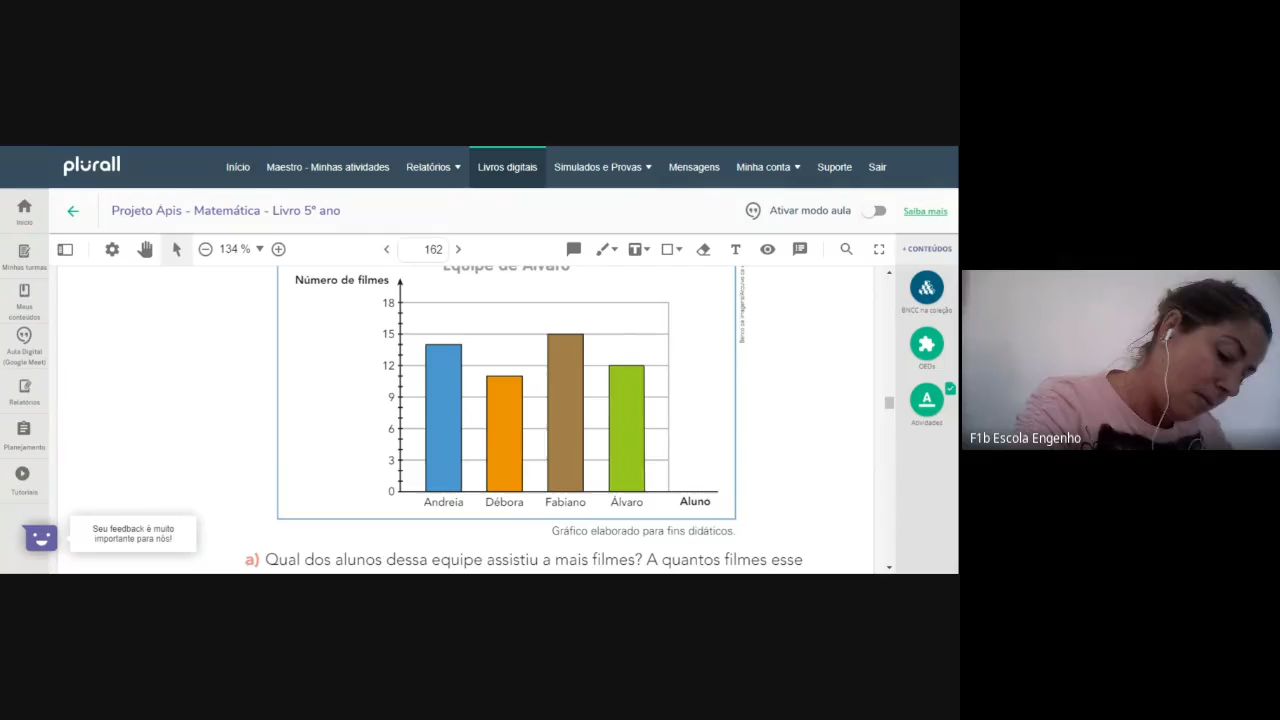 plurall
Início
Maestro - Minhas atividades
Relatórios
Livros digitais
Simulados e Provas
Mensagens
Minha conta
Suporte
Sair
Início
Minhas turmas
Meus
conteúdos
Aula Digital
(Google Meet)
Relatórios
Planejamento
Tutoriais
Projeto Ápis - Matemática - Livro 5º ano
Ativar modo aula
Saiba mais
134 %
162
+ CONTEÚDOS
BNCC na coleção
OEDs
Atividades
Equipe de Álvaro
Número de filmes
18
15
12
9
6
3
0
Andreia
Débora
Fabiano
Álvaro
Aluno
Gráfico elaborado para fins didáticos.
a) Qual dos alunos dessa equipe assistiu a mais filmes? A quantos filmes esse
Seu feedback é muito
importante para nós!
F1b Escola Engenho